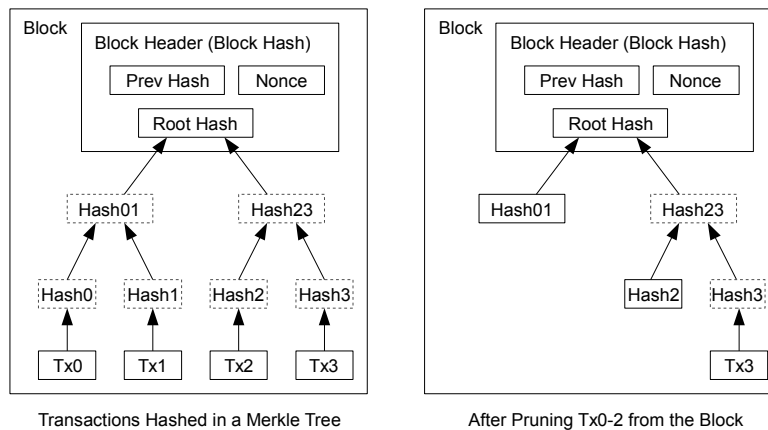 Block
Block Header (Block Hash)
Prev Hash
Nonce
Root Hash
Hash01
Hash23
Hash0
Hash1
Hash2
Hash3
Tx0
Tx1
Tx2
Tx3
Transactions Hashed in a Merkle Tree
Block
Block Header (Block Hash)
Prev Hash
Nonce
Root Hash
Hash01
Hash23
Hash2
Hash3
Tx3
After Pruning Tx0-2 from the Block